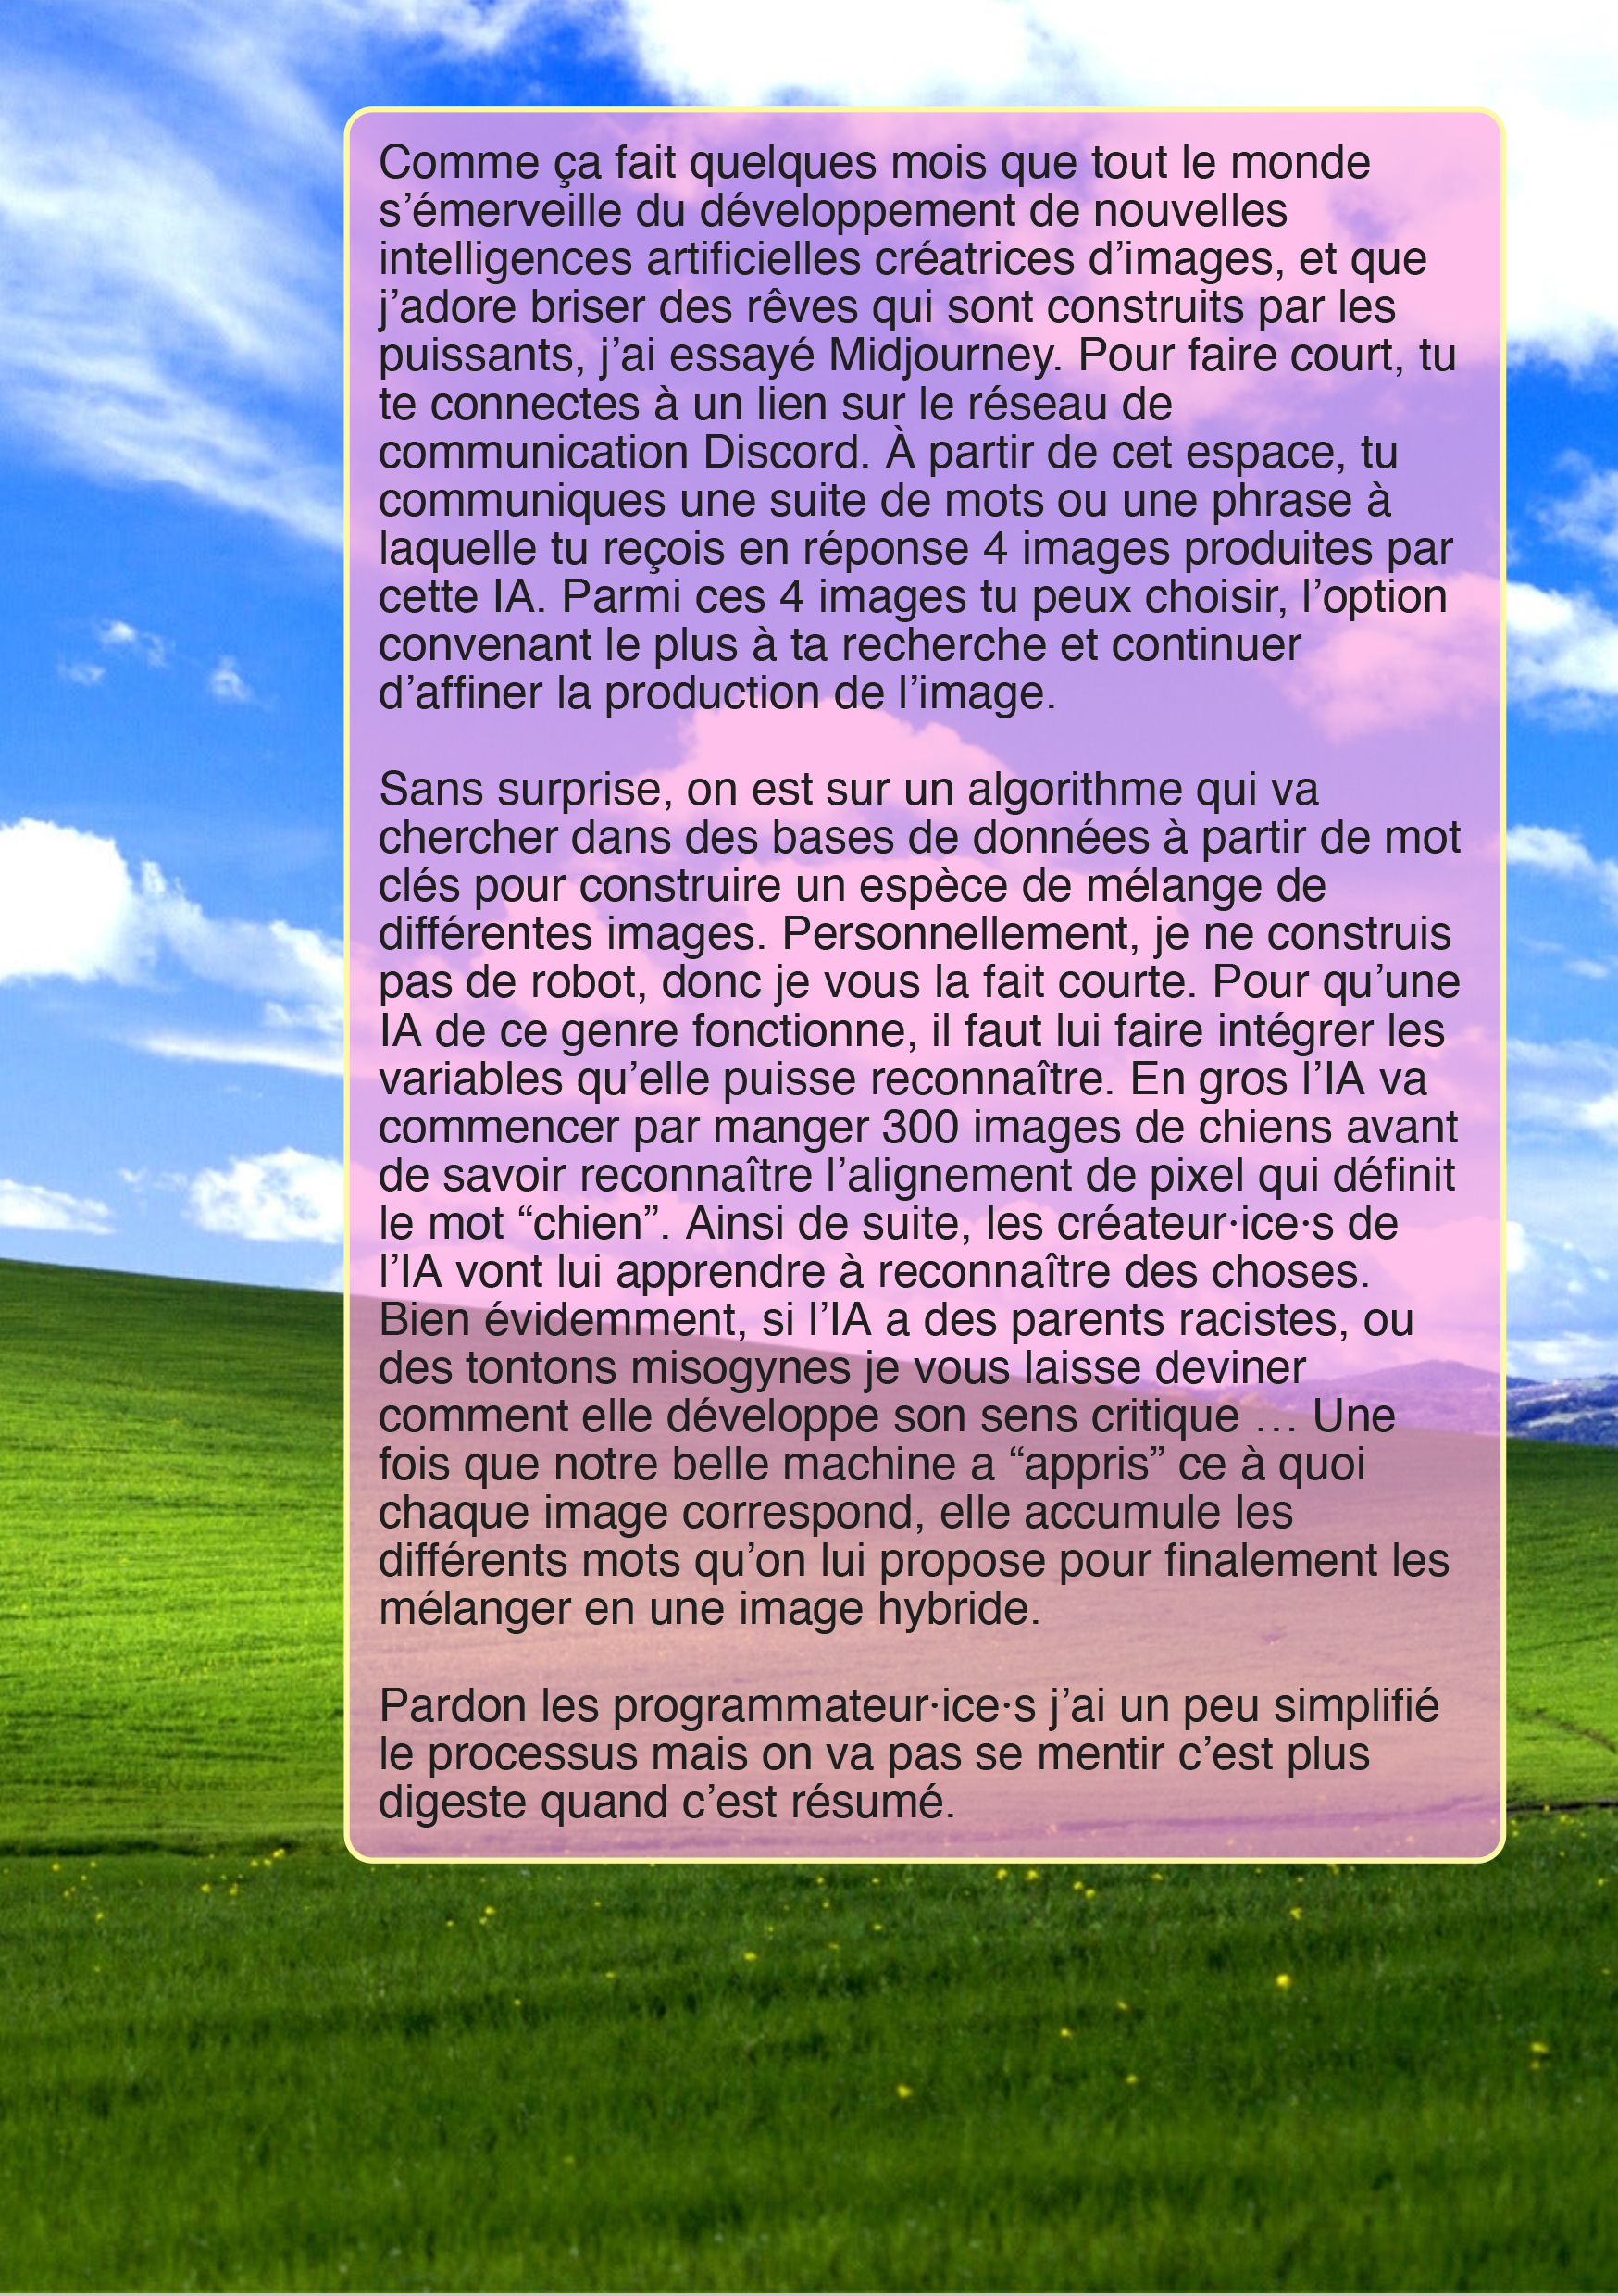 Comme ça fait quelques mois que tout le monde
s’émerveille du développement de nouvelles
intelligences artificielles créatrices d’images, et que
j’adore briser des rêves qui sont construits par les
puissants, j’ai essayé Midjourney. Pour faire court, tu
te connectes à un lien sur le réseau de
communication Discord. À partir de cet espace, tu
communiques une suite de mots ou une phrase à
laquelle tu reçois en réponse 4 images produites par
cette IA. Parmi ces 4 images tu peux choisir, l’option
convenant le plus à ta recherche et continuer
d’affiner la production de l’image.

Sans surprise, on est sur un algorithme qui va
chercher dans des bases de données à partir de mot
clés pour construire un espèce de mélange de
différentes images. Personnellement, je ne construis
pas de robot, donc je vous la fait courte. Pour qu’une
IA de ce genre fonctionne, il faut lui faire intégrer les
variables qu’elle puisse reconnaître. En gros l’IA va
commencer par manger 300 images de chiens avant
de savoir reconnaître l’alignement de pixel qui définit
le mot “chien”. Ainsi de suite, les créateur·ice·s de
l’IA vont lui apprendre à reconnaître des choses.
Bien évidemment, si l’IA a des parents racistes, ou
des tontons misogynes je vous laisse deviner
comment elle développe son sens critique … Une
fois que notre belle machine a “appris” ce à quoi
chaque image correspond, elle accumule les
différents mots qu’on lui propose pour finalement les
mélanger en une image hybride.

Pardon les programmateur·ice·s j’ai un peu simplifié
le processus mais on va pas se mentir c’est plus
digeste quand c’est résumé.